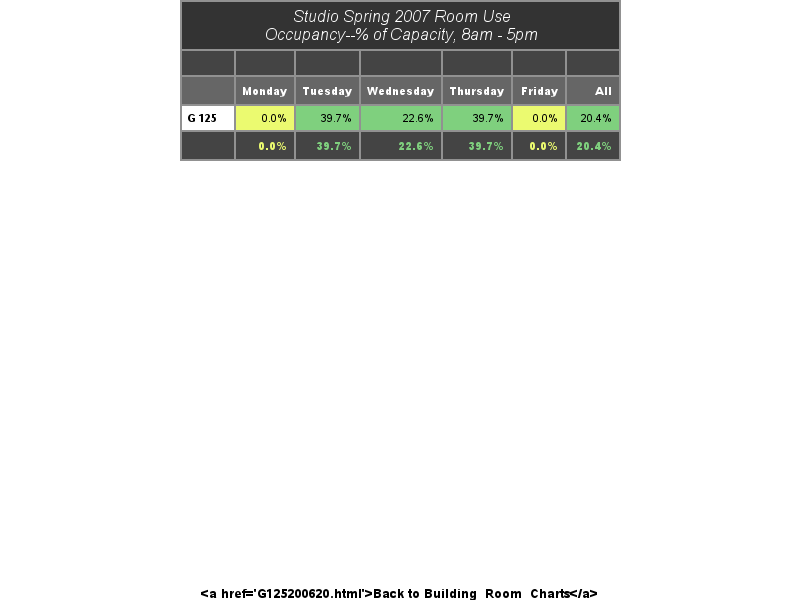 Studio Spring 2007 Room Use
Occupancy--% of Capacity, 8am - 5pm
Monday Tuesday Wednesday Thursday Friday All
G 125 0.0% 39.7% 22.6% 39.7% 0.0% 20.4%
0.0% 39.7% 22.6% 39.7% 0.0% 20.4%
<a href='G125200620.html'>Back to Building Room Charts</a>